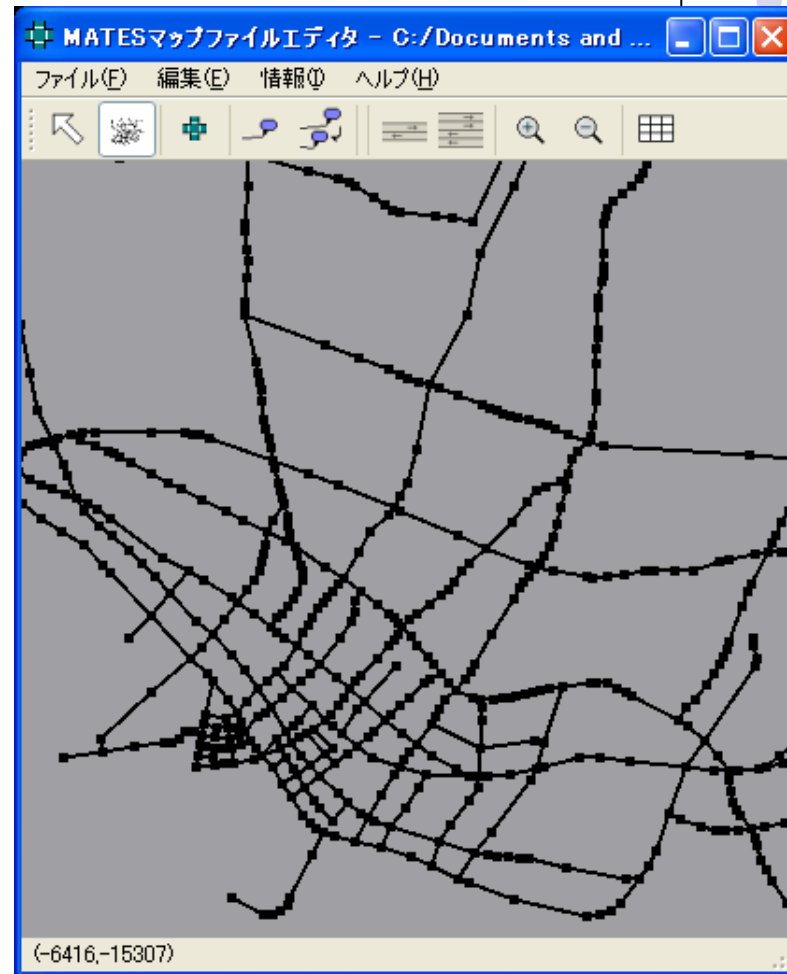 MATESマップファイルエディタ - C:/Documents and ...
ファイル(F) 編集(E) 情報(I) ヘルプ(H)
(-6416,-15307)